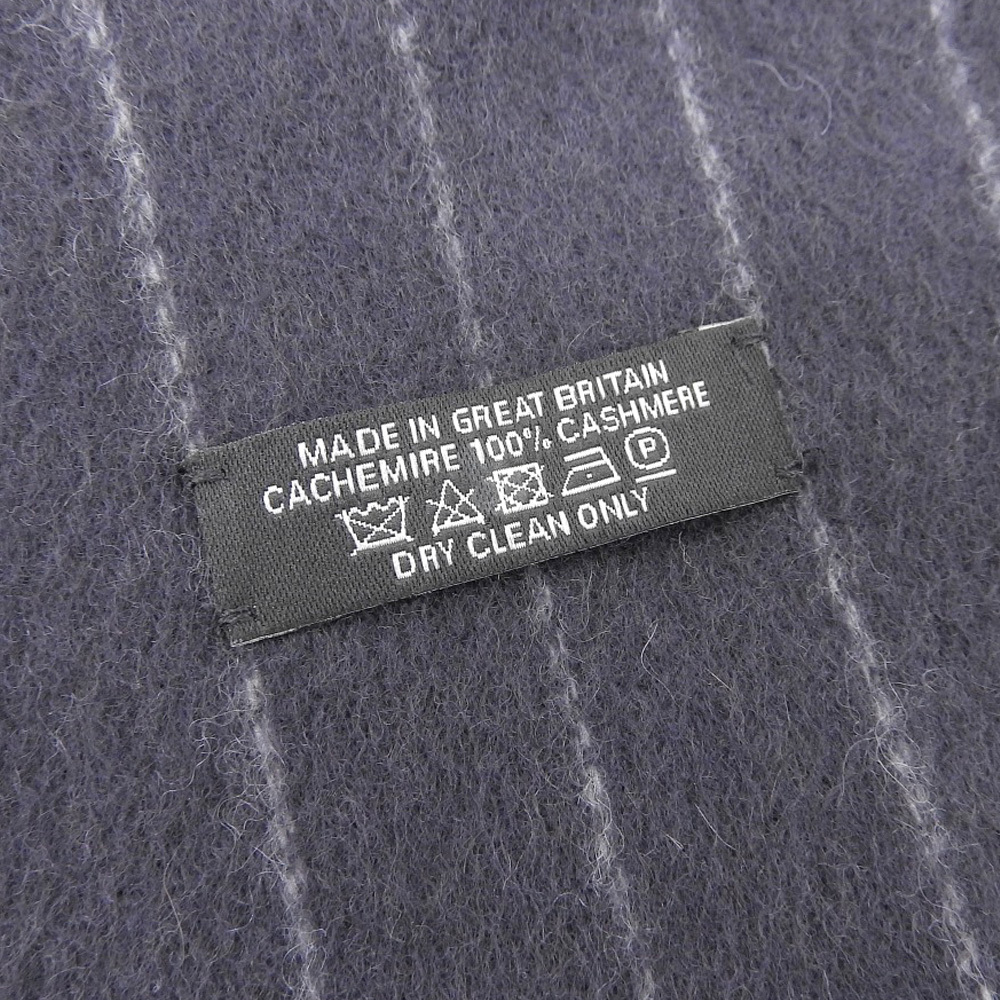 MADE IN GREAT BRITAIN
CACHEMIRE 100% CASHMERE
P
DRY CLEAN ONLY